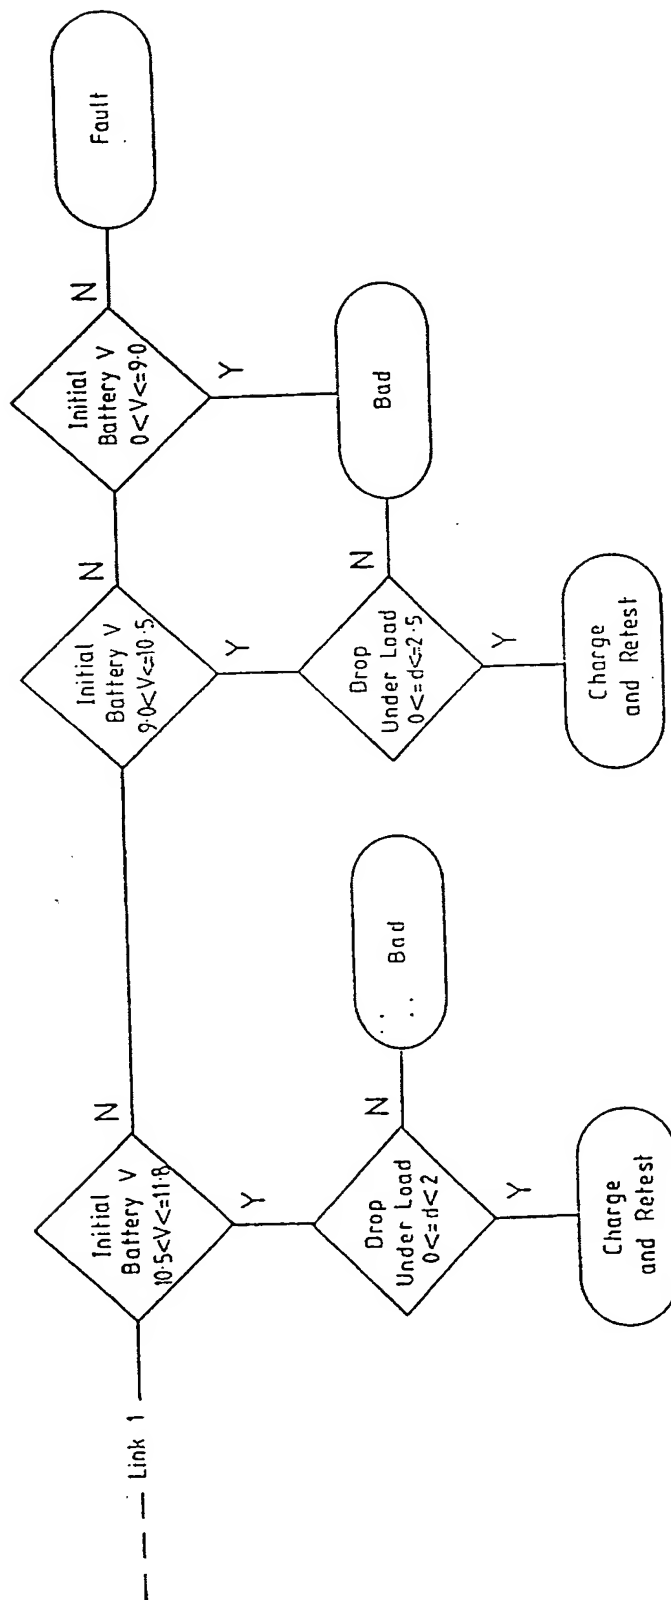 Link 1
Initial
Battery V
10·5<V<=11·8
N
Y
Initial
Battery V
9·0<V<=10·5
N
Y
Initial
Battery V
0<V<=9·0
N
Y
Fault
Drop
Under Load
0<=d<2
N
Y
Bad
Drop
Under Load
0<=d<=2·5
N
Y
Bad
Charge
and Retest
Charge
and Retest